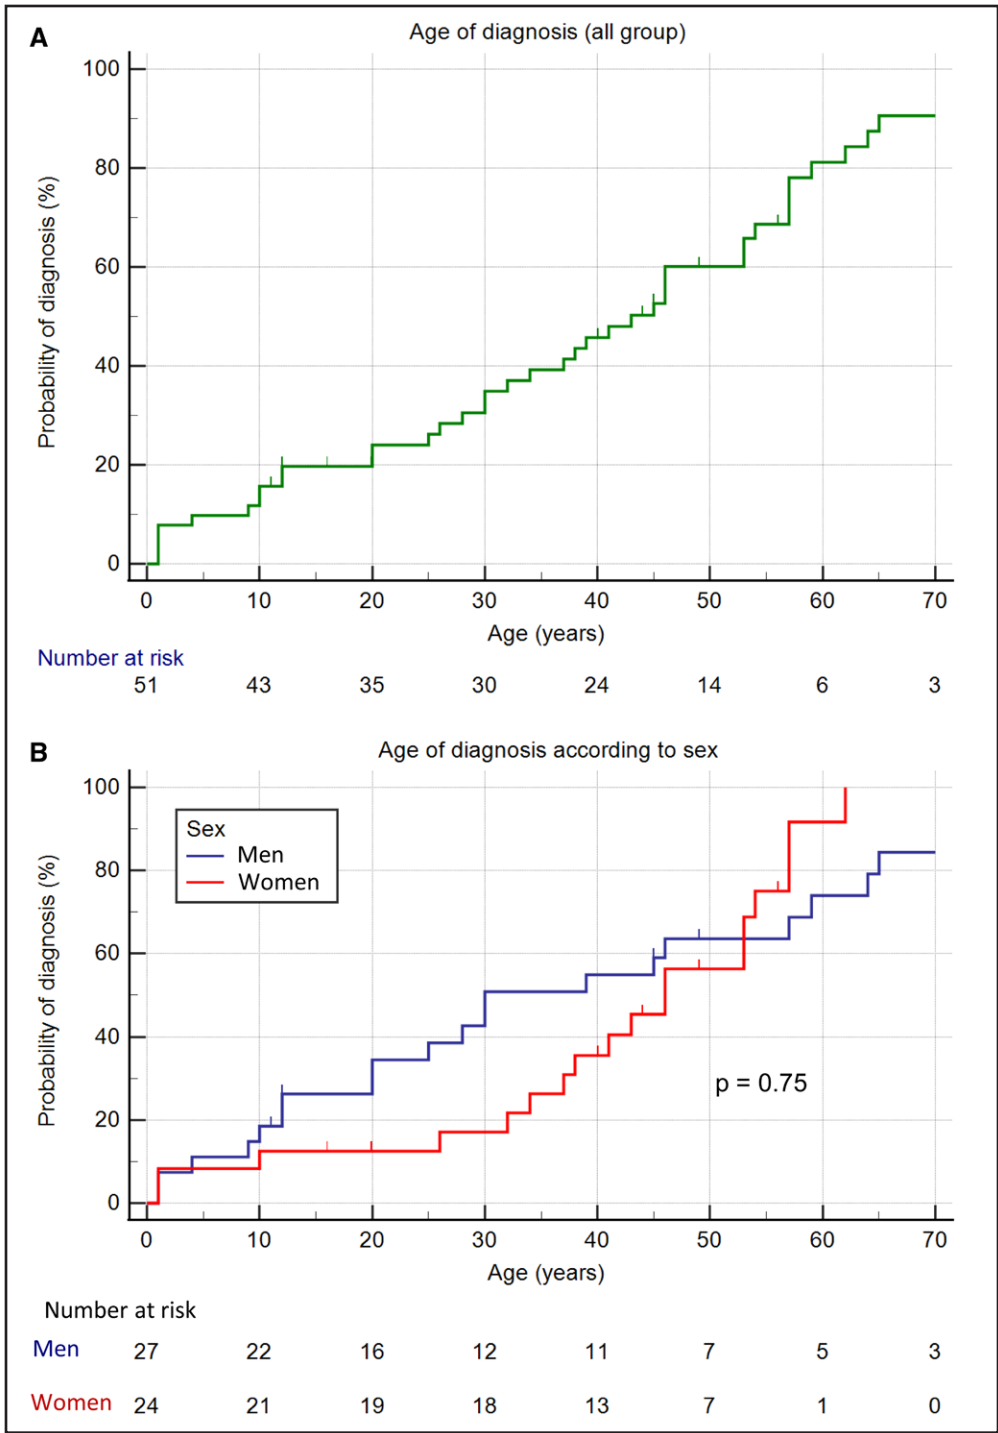 A
Age of diagnosis (all group)
Probability of diagnosis (%)
100
80
60
40
20
0
0 10 20 30 40 50 60 70
Age (years)
Number at risk
51 43 35 30 24 14 6 3
B
Age of diagnosis according to sex
Probability of diagnosis (%)
100
80
60
40
20
0
Sex
Men
Women
p = 0.75
0 10 20 30 40 50 60 70
Age (years)
Number at risk
Men 27 22 16 12 11 7 5 3
Women 24 21 19 18 13 7 1 0